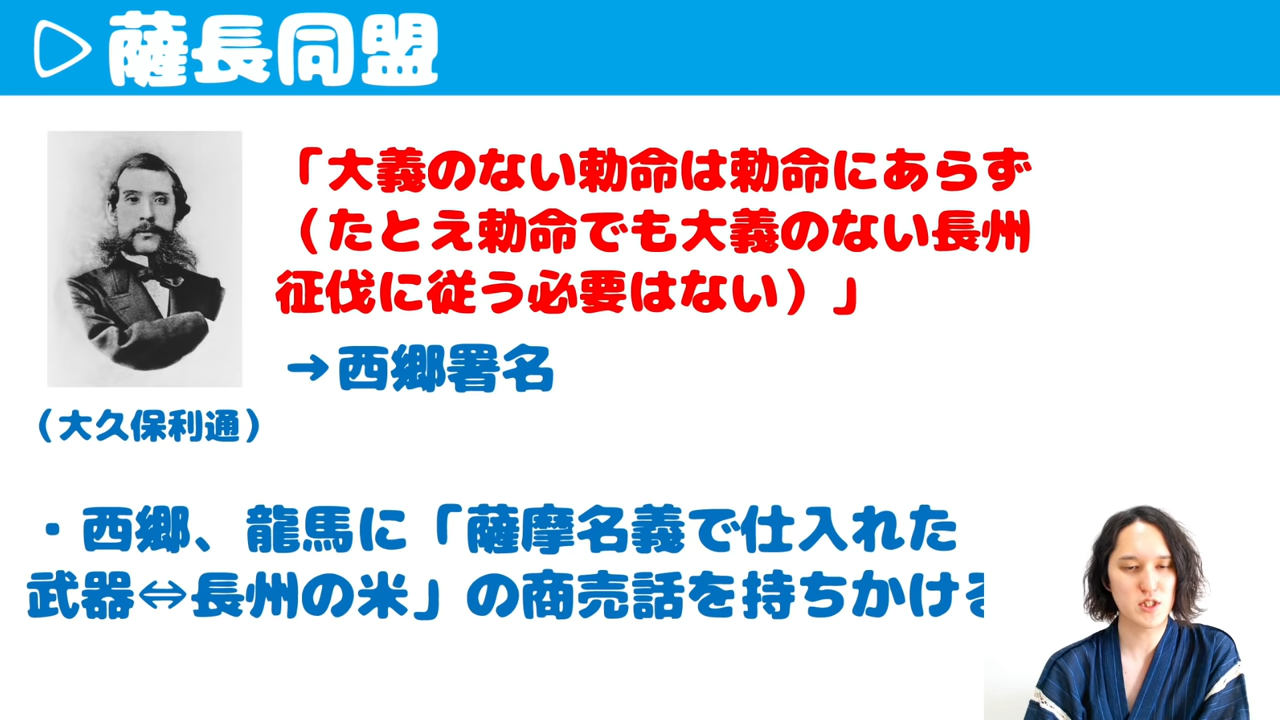 薩長同盟
「大義のない勅命は勅命にあらず
（たとえ勅命でも大義のない長州
征伐に従う必要はない）」
→西郷署名
（大久保利通）
・西郷、龍馬に「薩摩名義で仕入れた
武器⇔長州の米」の商売話を持ちかける